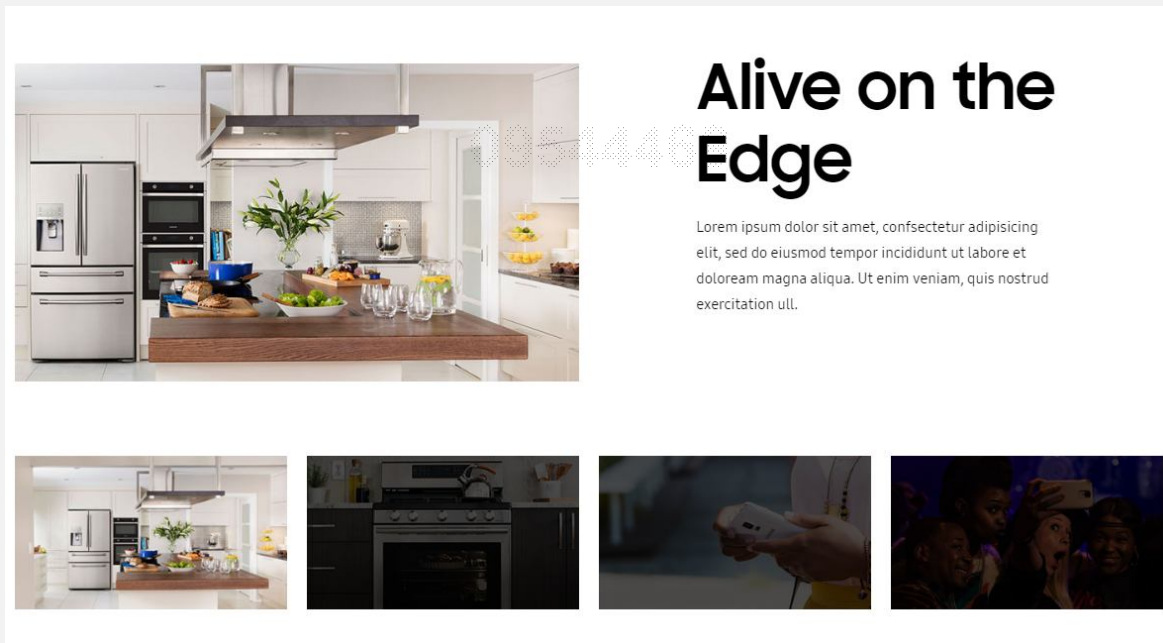 Alive on the
Edge
Lorem ipsum dolor sit amet, confsectetur adipisicing
elit, sed do eiusmod tempor incididunt ut labore et
doloream magna aliqua. Ut enim veniam, quis nostrud
exercitation ull.